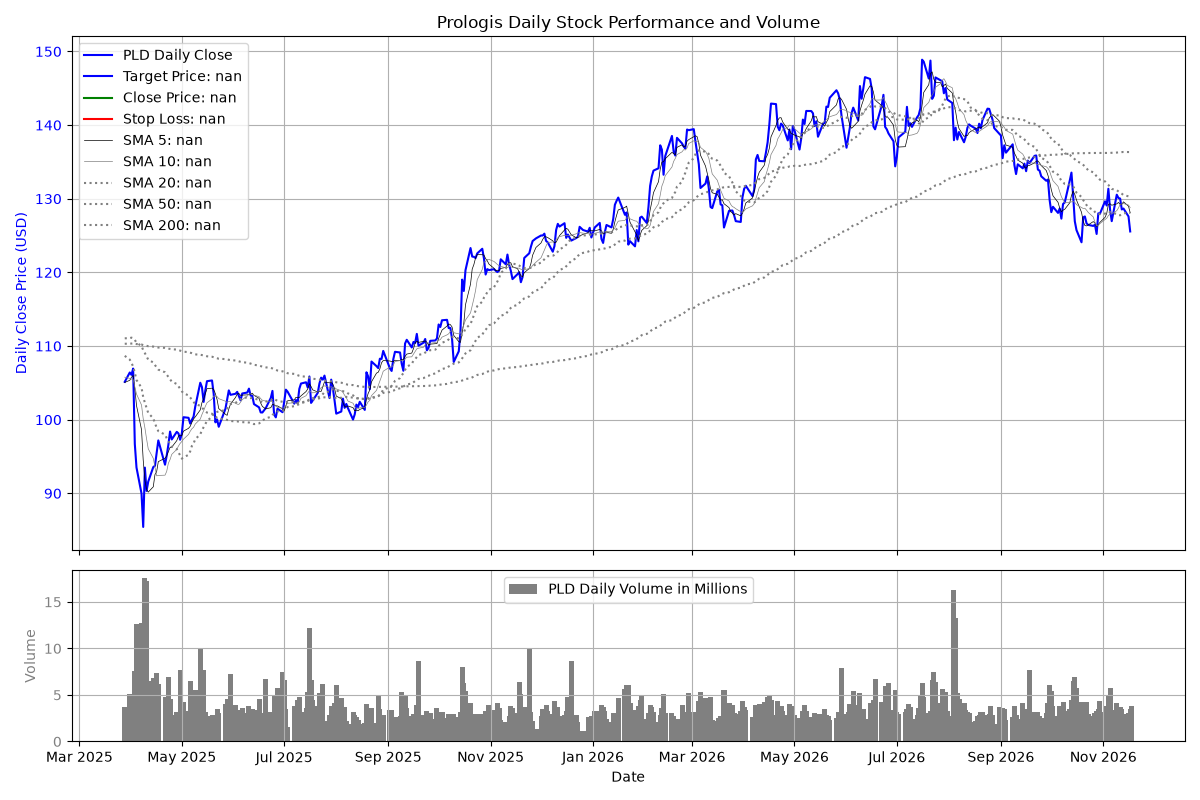 Prologis Daily Stock Performance and Volume
150
140
130
120
110
100
90
Daily Close Price (USD)
PLD Daily Close
Target Price: nan
Close Price: nan
Stop Loss: nan
SMA 5: nan
SMA 10: nan
SMA 20: nan
SMA 50: nan
SMA 200: nan
15
10
5
0
Volume
PLD Daily Volume in Millions
Mar 2025 May 2025 Jul 2025 Sep 2025 Nov 2025 Jan 2026 Mar 2026 May 2026 Jul 2026 Sep 2026 Nov 2026
Date